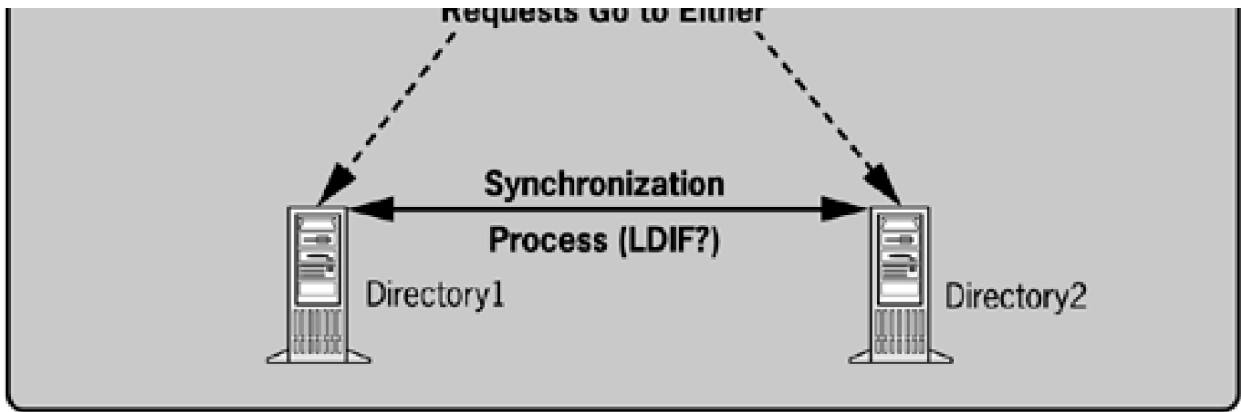 Requests Go to Either
Synchronization
Process (LDIF?)
Directory1
Directory2